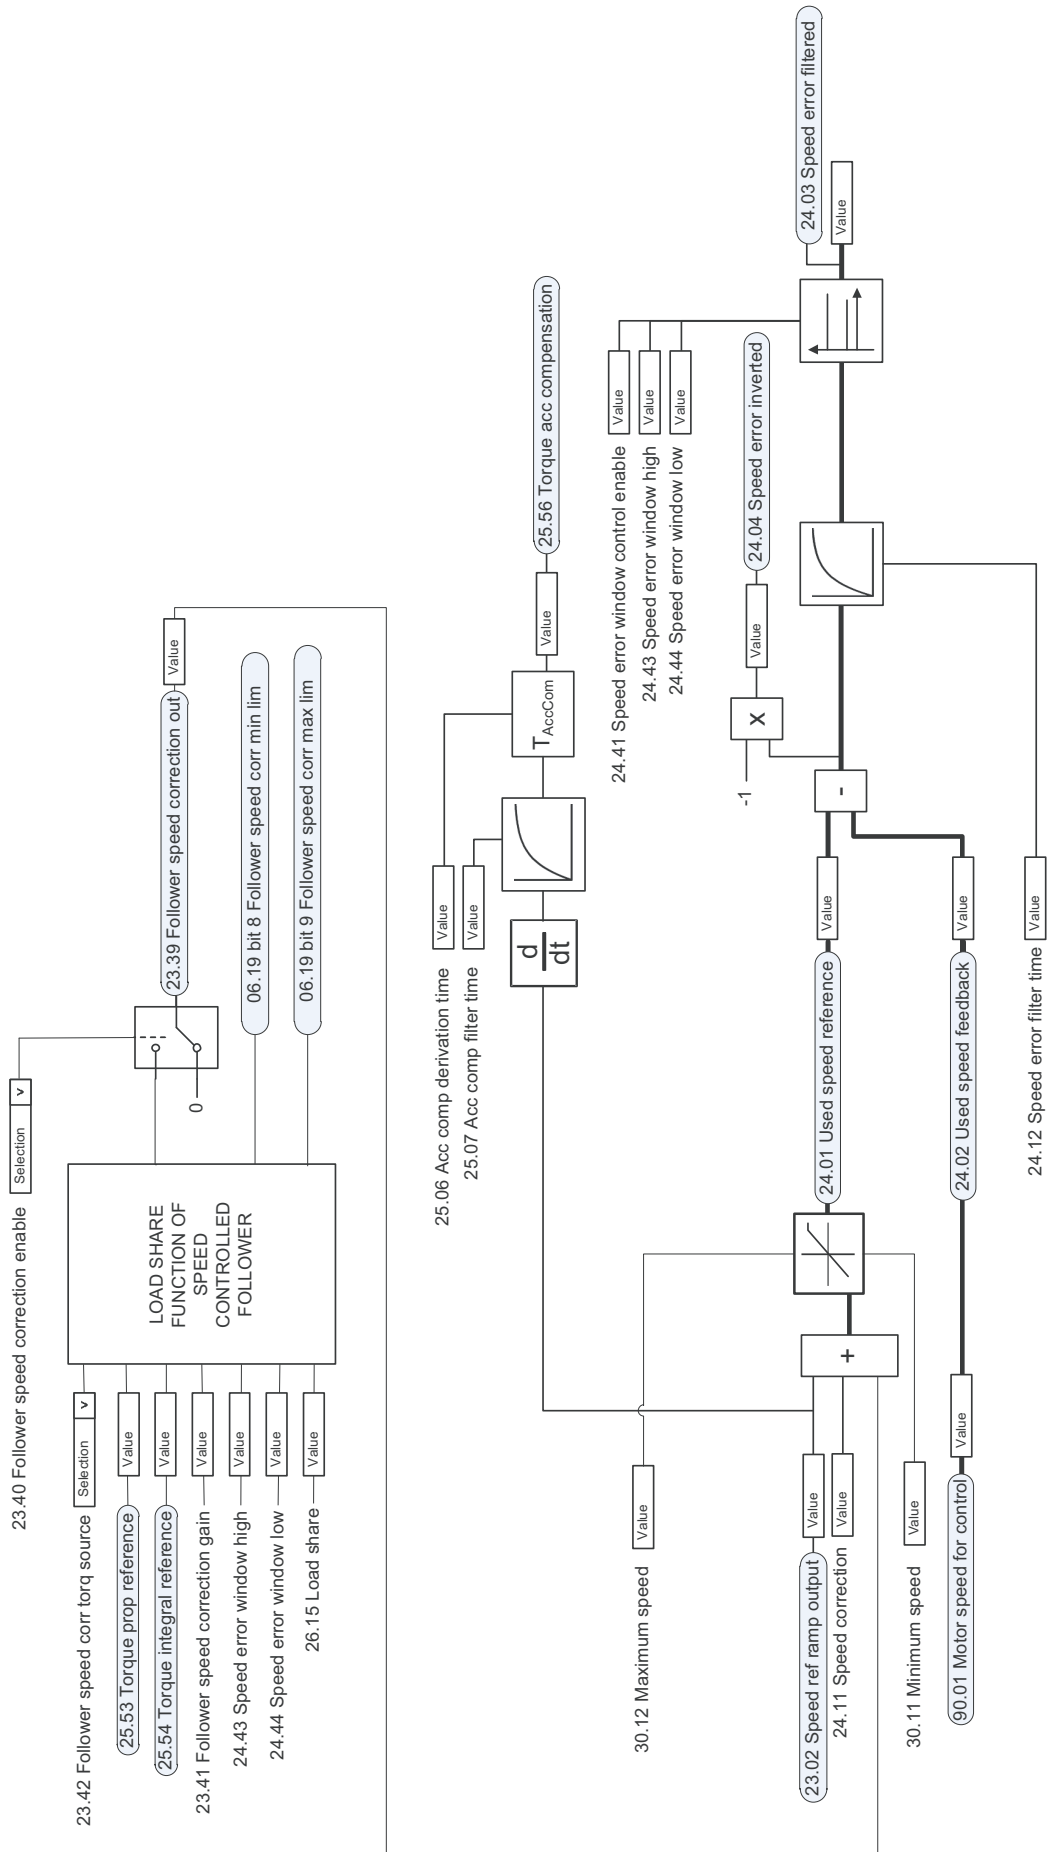 23.40 Follower speed correction enable
Selection
v
23.42 Follower speed corr torq source
Selection
v
25.53 Torque prop reference
Value
25.54 Torque integral reference
Value
23.41 Follower speed correction gain
Value
24.43 Speed error window high
Value
24.44 Speed error window low
Value
26.15 Load share
Value
LOAD SHARE
FUNCTION OF
SPEED
CONTROLLED
FOLLOWER
0
23.39 Follower speed correction out
Value
06.19 bit 8 Follower speed corr min lim
06.19 bit 9 Follower speed corr max lim
25.06 Acc comp derivation time
Value
25.07 Acc comp filter time
Value
d
dt
TAccCom
Value
25.56 Torque acc compensation
24.41 Speed error window control enable
Value
24.43 Speed error window high
Value
24.44 Speed error window low
Value
30.12 Maximum speed
Value
23.02 Speed ref ramp output
Value
24.11 Speed correction
Value
+
30.11 Minimum speed
Value
24.01 Used speed reference
Value
90.01 Motor speed for control
Value
24.02 Used speed feedback
Value
-
-1
X
Value
24.04 Speed error inverted
24.12 Speed error filter time
Value
24.03 Speed error filtered
Value